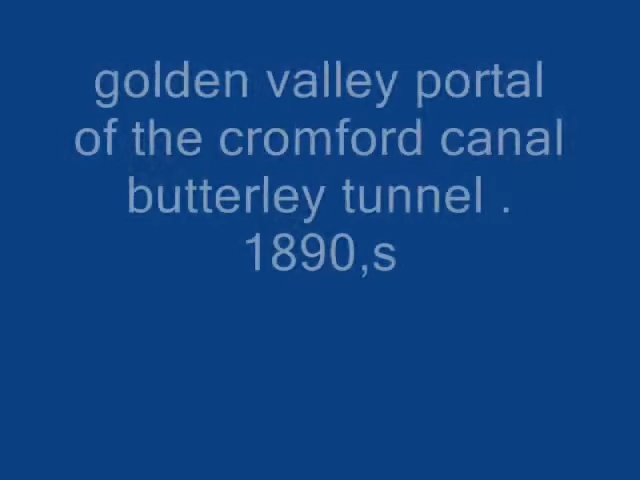 golden valley portal
of the cromford canal
butterley tunnel .
1890,s